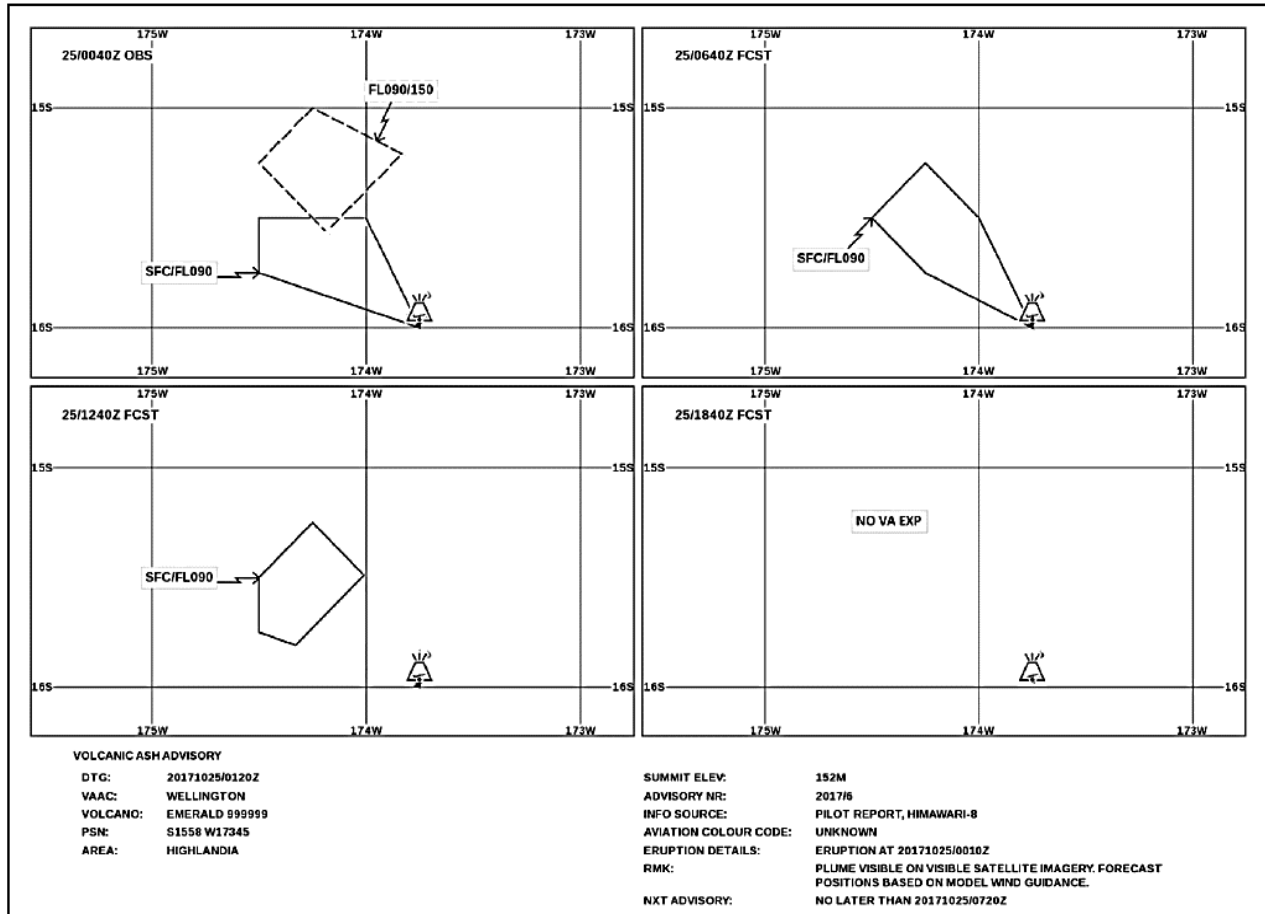 175W 174W 173W
25/0040Z OBS
FL090/150
15S 15S
SFC/FL090
16S 16S
175W 174W 173W
175W 174W 173W
25/0640Z FCST
15S 15S
SFC/FL090
16S 16S
175W 174W 173W
175W 174W 173W
25/1240Z FCST
15S 15S
SFC/FL090
16S 16S
175W 174W 173W
175W 174W 173W
25/1840Z FCST
15S 15S
NO VA EXP
16S 16S
175W 174W 173W
VOLCANIC ASH ADVISORY
DTG: 20171025/0120Z
VAAC: WELLINGTON
VOLCANO: EMERALD 999999
PSN: S1558 W17345
AREA: HIGHLANDIA
SUMMIT ELEV: 152M
ADVISORY NR: 2017/6
INFO SOURCE: PILOT REPORT, HIMAWARI-8
AVIATION COLOUR CODE: UNKNOWN
ERUPTION DETAILS: ERUPTION AT 20171025/0010Z
RMK: PLUME VISIBLE ON VISIBLE SATELLITE IMAGERY. FORECAST
POSITIONS BASED ON MODEL WIND GUIDANCE.
NXT ADVISORY: NO LATER THAN 20171025/0720Z